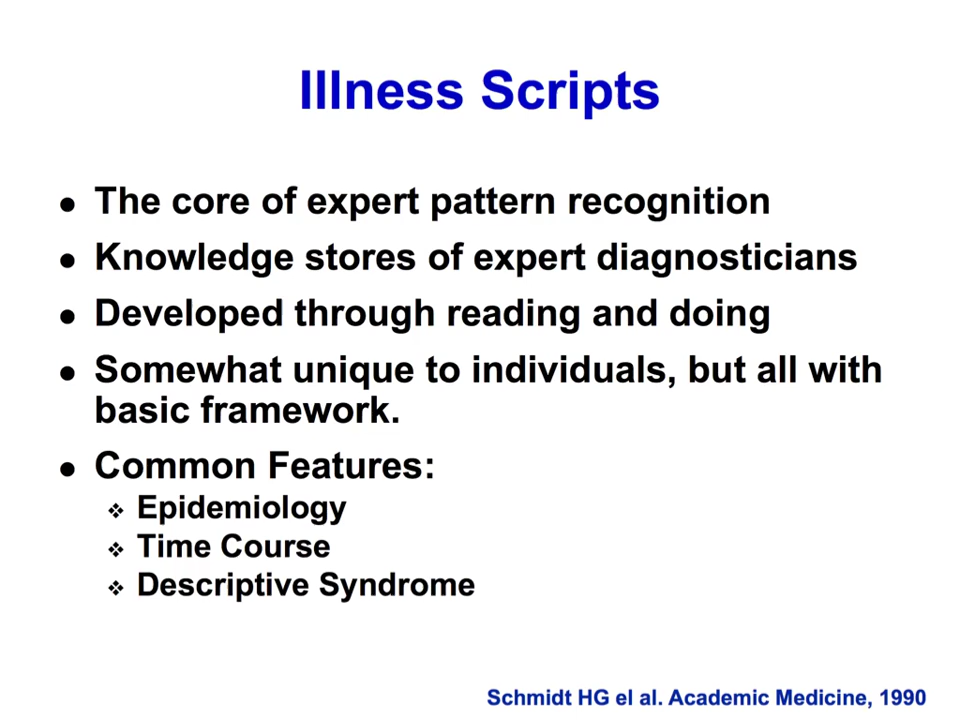 Illness Scripts
● The core of expert pattern recognition
● Knowledge stores of expert diagnosticians
● Developed through reading and doing
● Somewhat unique to individuals, but all with
basic framework.
● Common Features:
❖ Epidemiology
❖ Time Course
❖ Descriptive Syndrome
Schmidt HG el al. Academic Medicine, 1990